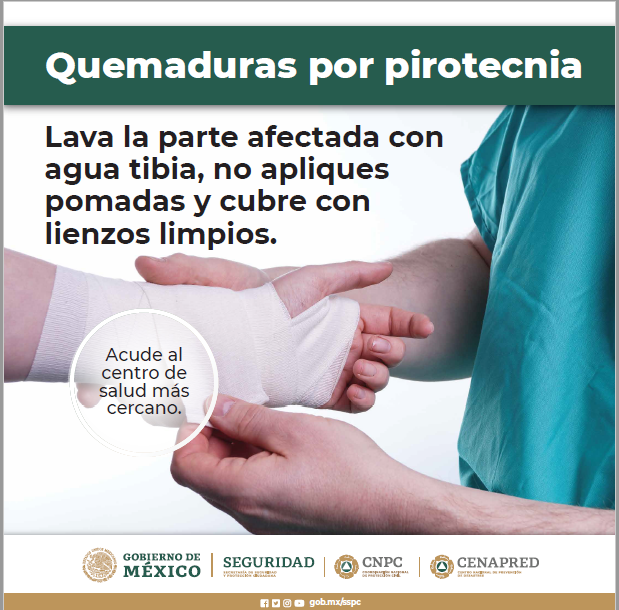 Quemaduras por pirotecnia
Lava la parte afectada con
agua tibia, no apliques
pomadas y cubre con
lienzos limpios.
Acude al
centro de
salud más
cercano.
GOBIERNO DE
MÉXICO
SEGURIDAD
SECRETARÍA DE SEGURIDAD
Y PROTECCIÓN CIUDADANA
CNPC
COORDINACIÓN NACIONAL
DE PROTECCIÓN CIVIL
CENAPRED
CENTRO NACIONAL DE PREVENCIÓN
DE DESASTRES
gob.mx/sspc